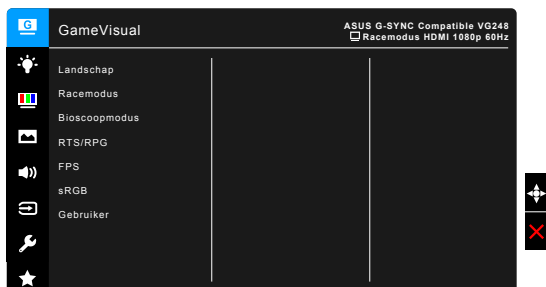 G
GameVisual
ASUS G-SYNC Compatible VG248
Racemodus HDMI 1080p 60Hz
Landschap
Racemodus
Bioscoopmodus
RTS/RPG
FPS
sRGB
Gebruiker